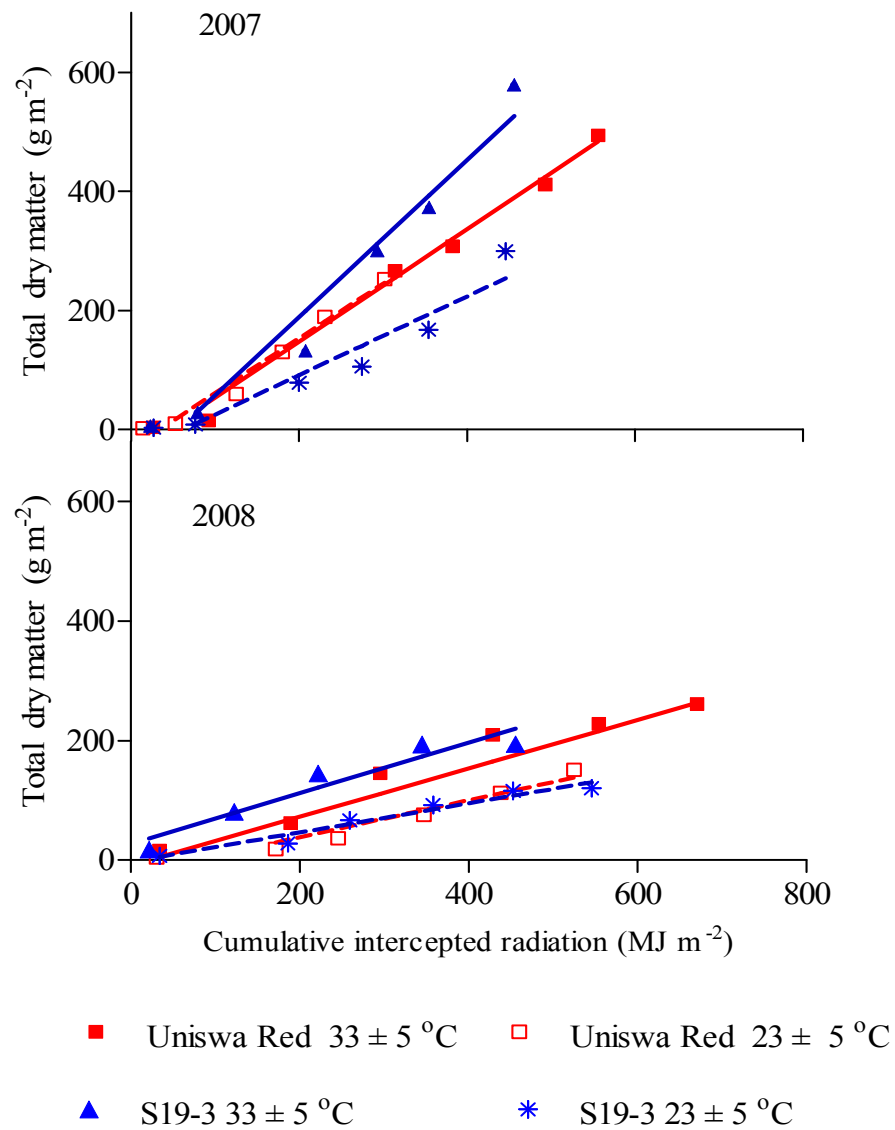 2007
600
400
200
0
Total dry matter (g m⁻²)
2008
600
400
200
0
Total dry matter (g m⁻²)
0 200 400 600 800
Cumulative intercepted radiation (MJ m⁻²)
Uniswa Red 33 ± 5 °C
Uniswa Red 23 ± 5 °C
S19-3 33 ± 5 °C
S19-3 23 ± 5 °C